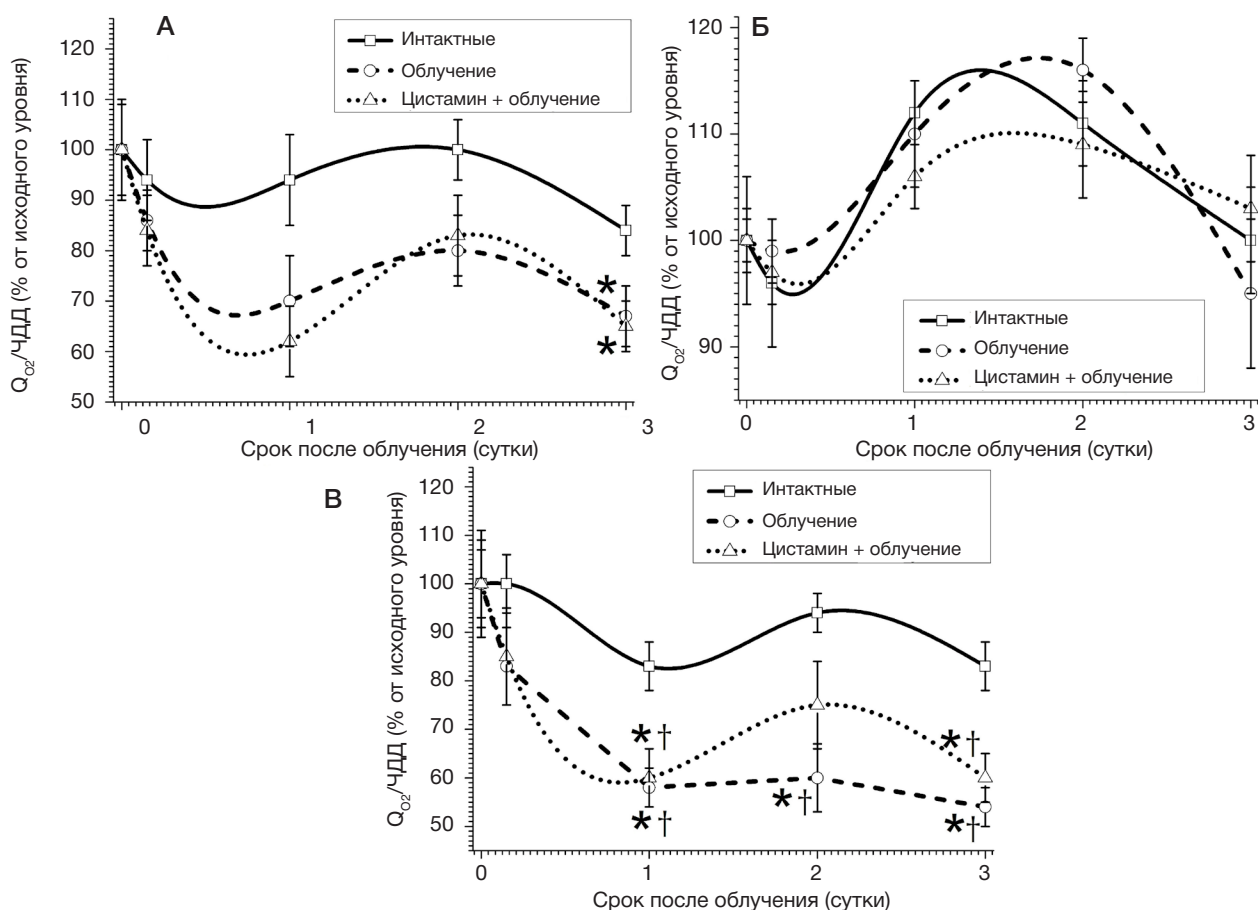 А
Q_O2/ЧДД (% от исходного уровня)
120
110
100
90
80
70
60
50
Интактные
Облучение
Цистамин + облучение
*
*
0 1 2 3
Срок после облучения (сутки)
Б
Q_O2/ЧДД (% от исходного уровня)
120
110
100
90
Интактные
Облучение
Цистамин + облучение
0 1 2 3
Срок после облучения (сутки)
В
Q_O2/ЧДД (% от исходного уровня)
120
110
100
90
80
70
60
50
Интактные
Облучение
Цистамин + облучение
*†
*†
*†
*†
*†
0 1 2 3
Срок после облучения (сутки)